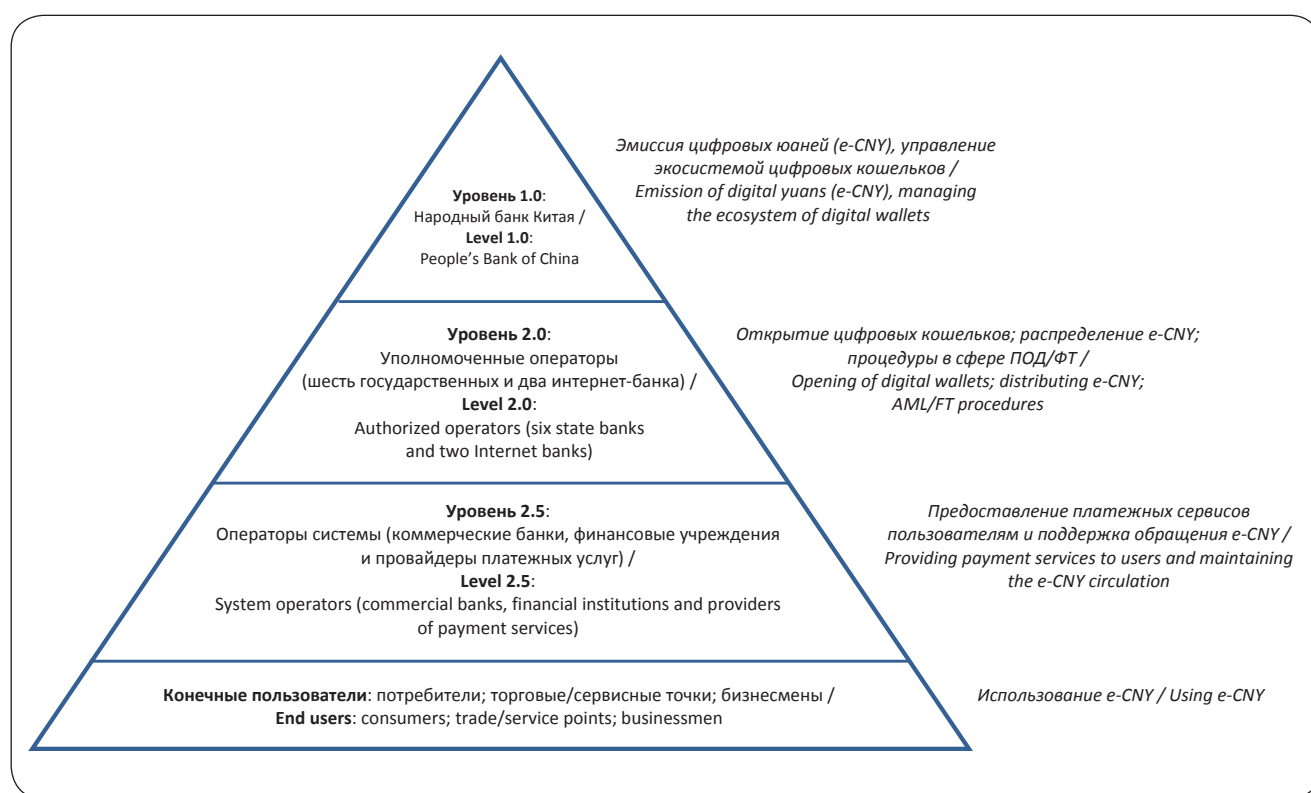 Эмиссия цифровых юаней (e-CNY), управление
экосистемой цифровых кошельков /
Emission of digital yuans (e-CNY), managing
the ecosystem of digital wallets
Уровень 1.0:
Народный банк Китая /
Level 1.0:
People’s Bank of China
Уровень 2.0:
Уполномоченные операторы
(шесть государственных и два интернет-банка) /
Level 2.0:
Authorized operators (six state banks
and two Internet banks)
Открытие цифровых кошельков; распределение e-CNY;
процедуры в сфере ПОД/ФТ /
Opening of digital wallets; distributing e-CNY;
AML/FT procedures
Уровень 2.5:
Операторы системы (коммерческие банки, финансовые учреждения
и провайдеры платежных услуг) /
Level 2.5:
System operators (commercial banks, financial institutions and providers
of payment services)
Предоставление платежных сервисов
пользователям и поддержка обращения e-CNY /
Providing payment services to users and maintaining
the e-CNY circulation
Конечные пользователи: потребители; торговые/сервисные точки; бизнесмены /
End users: consumers; trade/service points; businessmen
Использование e-CNY / Using e-CNY